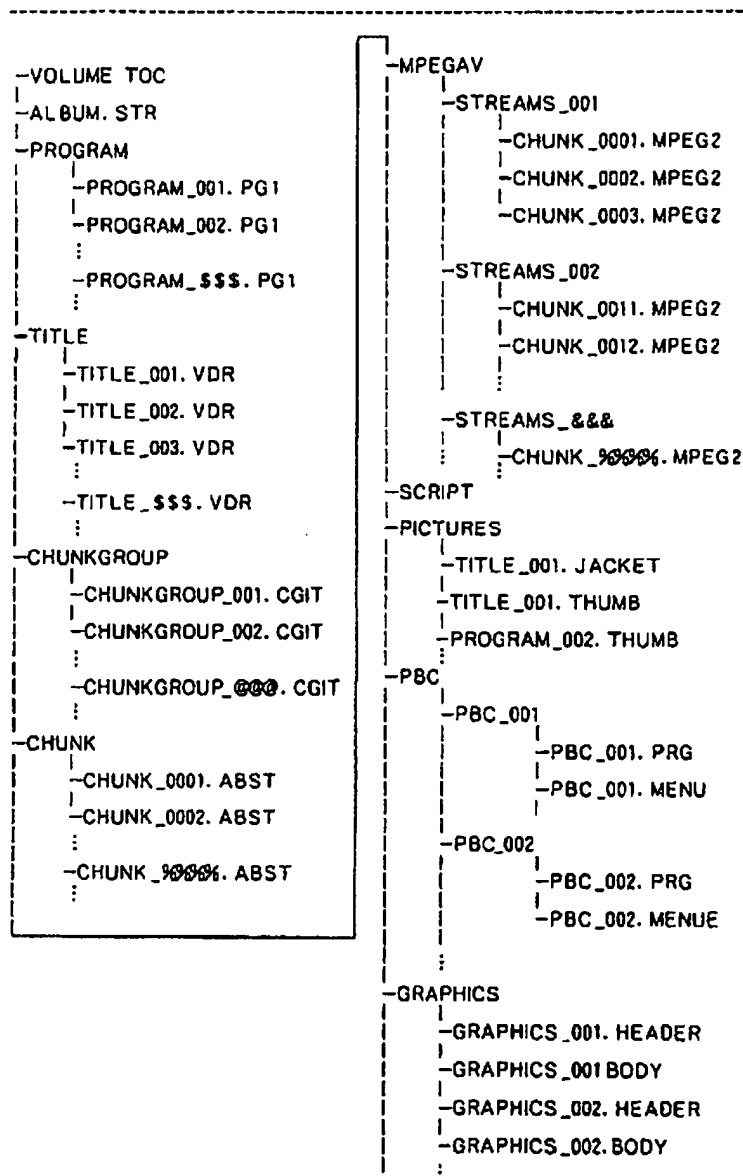 VOLUME TOC
ALBUM. STR
PROGRAM
PROGRAM_001. PG1
PROGRAM_002. PG1
PROGRAM_$$$. PG1
TITLE
TITLE_001. VDR
TITLE_002. VDR
TITLE_003. VDR
TITLE_$$$. VDR
CHUNKGROUP
CHUNKGROUP_001. CGIT
CHUNKGROUP_002. CGIT
CHUNKGROUP_@@@. CGIT
CHUNK
CHUNK_0001. ABST
CHUNK_0002. ABST
CHUNK_%%%%. ABST
MPEGAV
STREAMS_001
CHUNK_0001. MPEG2
CHUNK_0002. MPEG2
CHUNK_0003. MPEG2
STREAMS_002
CHUNK_0011. MPEG2
CHUNK_0012. MPEG2
STREAMS_&&&
CHUNK_%%%%. MPEG2
SCRIPT
PICTURES
TITLE_001. JACKET
TITLE_001. THUMB
PROGRAM_002. THUMB
PBC
PBC_001
PBC_001. PRG
PBC_001. MENU
PBC_002
PBC_002. PRG
PBC_002. MENUE
GRAPHICS
GRAPHICS_001. HEADER
GRAPHICS_001 BODY
GRAPHICS_002. HEADER
GRAPHICS_002. BODY